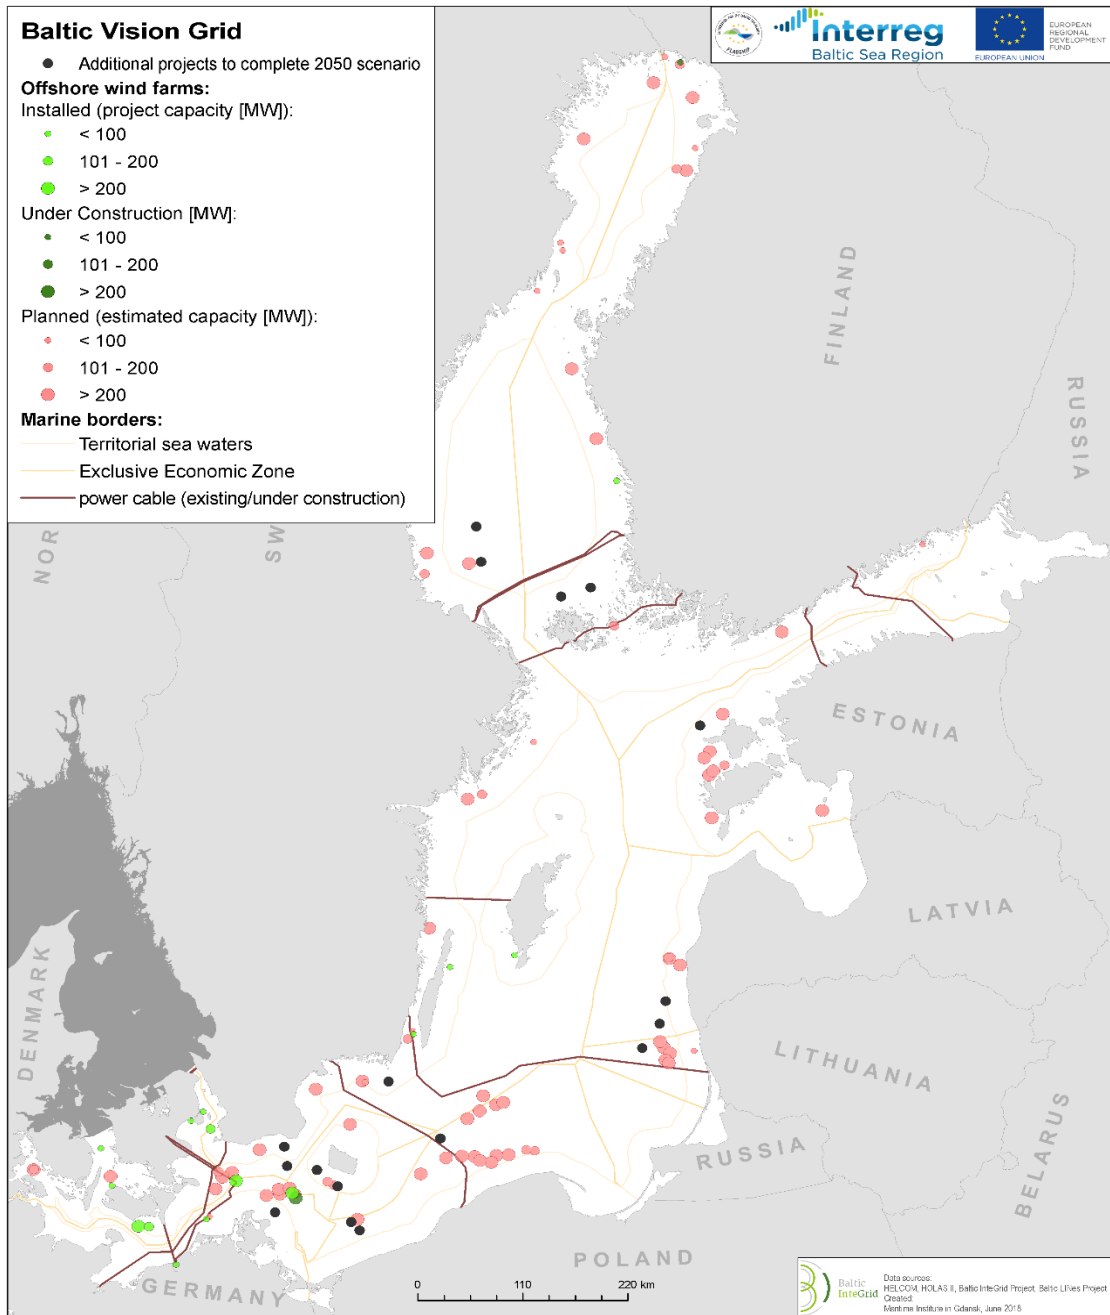 Baltic Vision Grid
Additional projects to complete 2050 scenario
Offshore wind farms:
Installed (project capacity [MW]):
< 100
101 - 200
> 200
Under Construction [MW]:
< 100
101 - 200
> 200
Planned (estimated capacity [MW]):
< 100
101 - 200
> 200
Marine borders:
Territorial sea waters
Exclusive Economic Zone
power cable (existing/under construction)
FLAGSHIP
Interreg
Baltic Sea Region
EUROPEAN UNION
EUROPEAN
REGIONAL
DEVELOPMENT
FUND
FINLAND
RUSSIA
NOR
SW
ESTONIA
LATVIA
DENMARK
LITHUANIA
BELARUS
RUSSIA
POLAND
GERMANY
0 110 220 km
Baltic
InteGrid
Data sources:
HELCOM, HOLAS II, Baltic InteGrid Project, Baltic LINes Project
Created:
Maritime Institute in Gdansk, June 2018